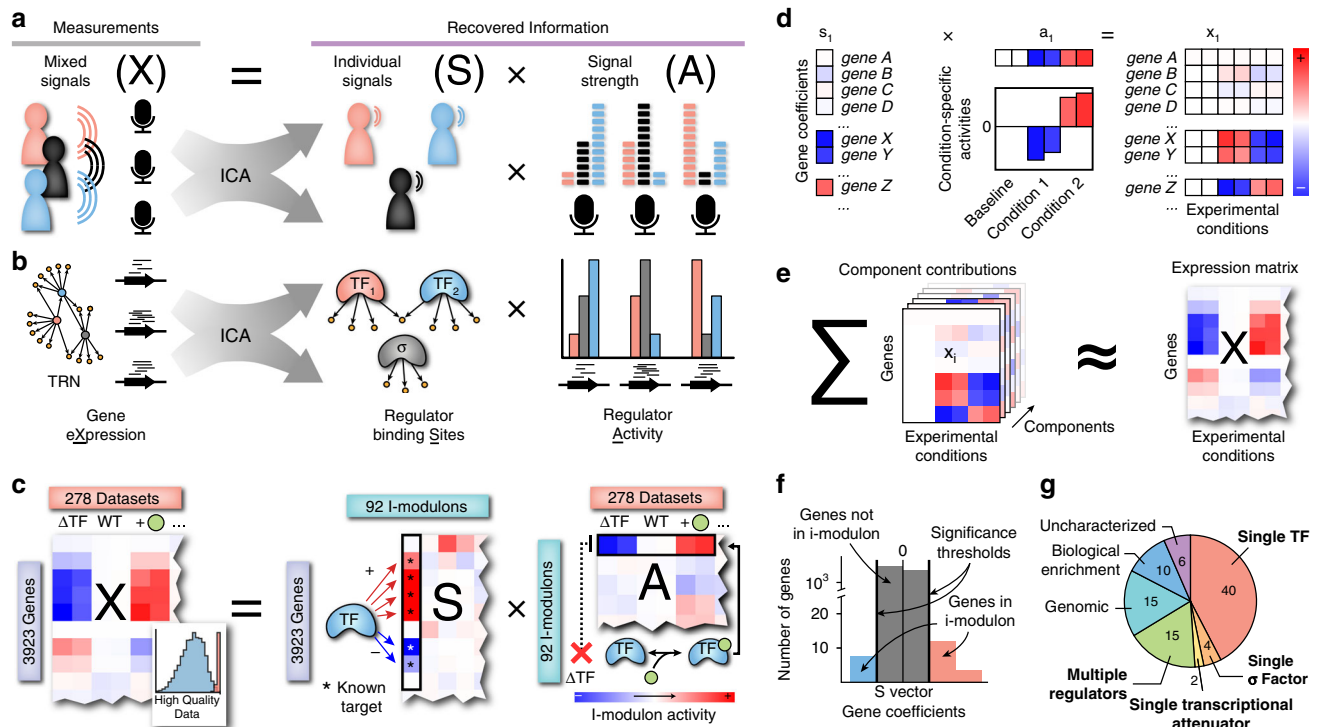 a
Measurements
Recovered Information
Mixed signals
(X)
=
Individual signals
(S)
×
Signal strength
(A)
ICA
×
b
TRN
Gene
eXpression
ICA
TF1
TF2
σ
Regulator
binding Sites
×
Regulator
Activity
c
278 Datasets
ΔTF WT + ...
3923 Genes
X
High Quality
Data
=
92 I-modulons
3923 Genes
TF
+
−
* * * * * *
S
* Known
target
×
278 Datasets
ΔTF WT + ...
92 I-modulons
A
ΔTF
TF
TF
− +
I-modulon activity
d
s1 × a1 = x1
Gene coefficients
gene A
gene B
gene C
gene D
...
gene X
gene Y
...
gene Z
...
Condition-specific
activities
0
Baseline
Condition 1
Condition 2
gene A
gene B
gene C
gene D
...
gene X
gene Y
...
gene Z
...
Experimental
conditions
+
−
e
Component contributions
∑
Genes
xi
Experimental
conditions
Components
≈
Expression matrix
Genes
X
Experimental
conditions
f
Genes not
in i-modulon
0
Significance
thresholds
Genes in
i-modulon
Number of genes
10³
20
10
S vector
Gene coefficients
g
Uncharacterized
Biological
enrichment
Genomic
Multiple
regulators
Single transcriptional
attenuator
Single
σ Factor
Single TF
6
10
15
15
2
4
40